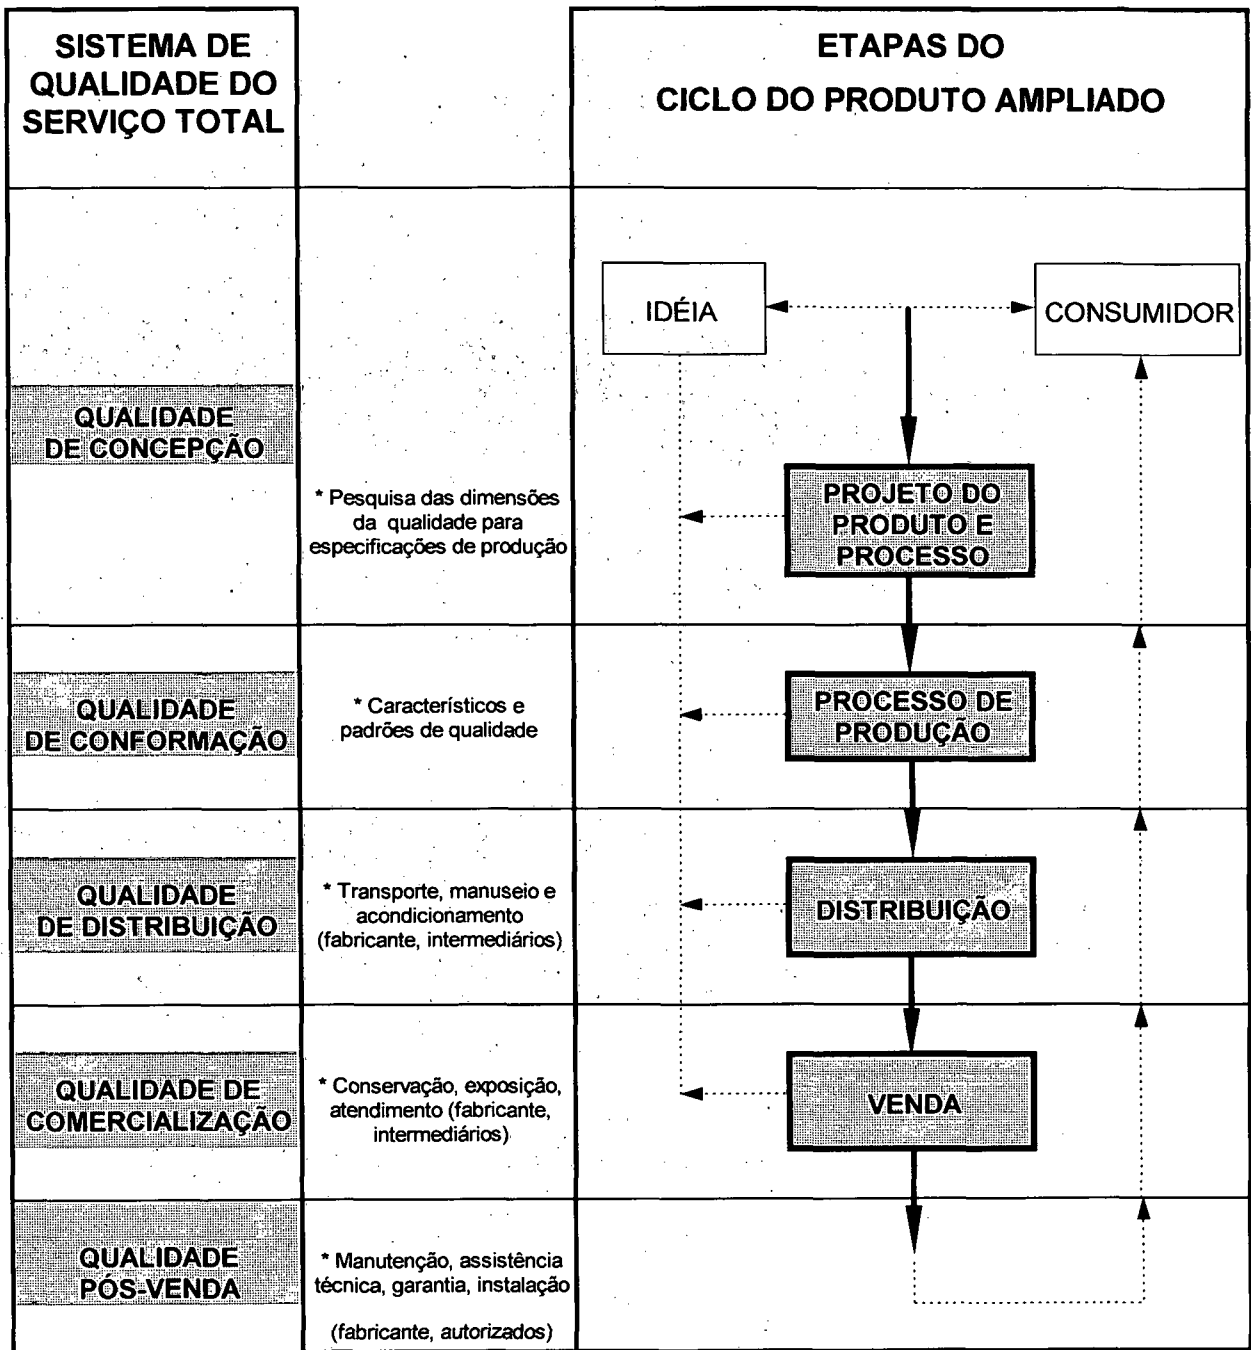 SISTEMA DE
QUALIDADE DO
SERVIÇO TOTAL
ETAPAS DO
CICLO DO PRODUTO AMPLIADO
IDÉIA
CONSUMIDOR
QUALIDADE
DE CONCEPÇÃO
* Pesquisa das dimensões
da qualidade para
especificações de produção
PROJETO DO
PRODUTO E
PROCESSO
QUALIDADE
DE CONFORMAÇÃO
* Característicos e
padrões de qualidade
PROCESSO DE
PRODUÇÃO
QUALIDADE
DE DISTRIBUIÇÃO
* Transporte, manuseio e
acondicionamento
(fabricante, intermediários)
DISTRIBUIÇÃO
QUALIDADE DE
COMERCIALIZAÇÃO
* Conservação, exposição,
atendimento (fabricante,
intermediários)
VENDA
QUALIDADE
PÓS-VENDA
* Manutenção, assistência
técnica, garantia, instalação
(fabricante, autorizados)